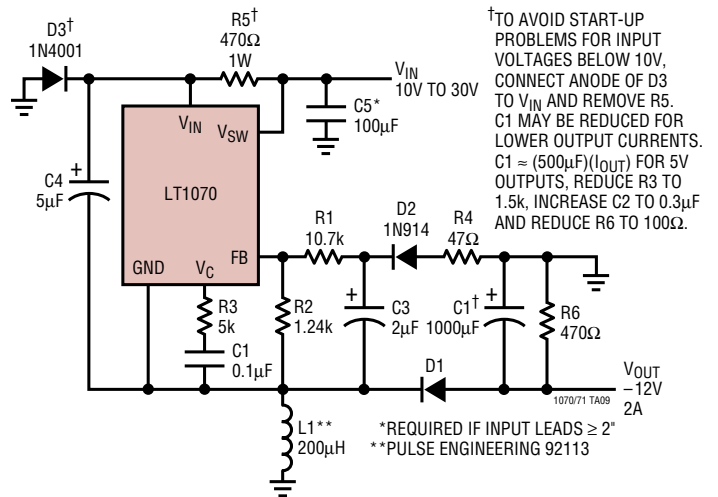 D3†
1N4001
R5†
470Ω
1W
VIN
10V TO 30V
C5*
100µF
†TO AVOID START-UP
PROBLEMS FOR INPUT
VOLTAGES BELOW 10V,
CONNECT ANODE OF D3
TO VIN AND REMOVE R5.
C1 MAY BE REDUCED FOR
LOWER OUTPUT CURRENTS.
C1 ≈ (500µF)(IOUT) FOR 5V
OUTPUTS, REDUCE R3 TO
1.5k, INCREASE C2 TO 0.3µF
AND REDUCE R6 TO 100Ω.
VIN
VSW
+
C4
5µF
LT1070
GND
VC
FB
R1
10.7k
D2
1N914
R4
47Ω
R3
5k
C1
0.1µF
R2
1.24k
+
C3
2µF
+
C1†
1000µF
R6
470Ω
D1
VOUT
–12V
2A
1070/71 TA09
L1**
200µH
*REQUIRED IF INPUT LEADS ≥ 2"
**PULSE ENGINEERING 92113